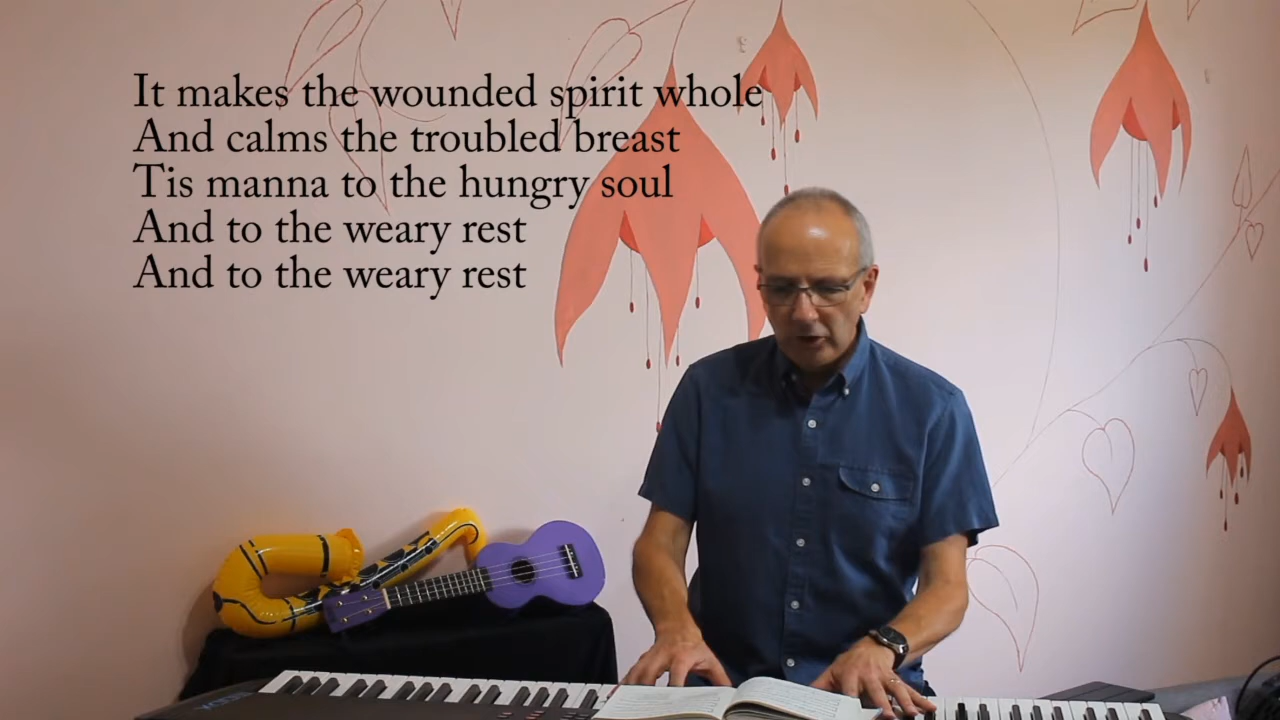 It makes the wounded spirit whole
And calms the troubled breast
Tis manna to the hungry soul
And to the weary rest
And to the weary rest